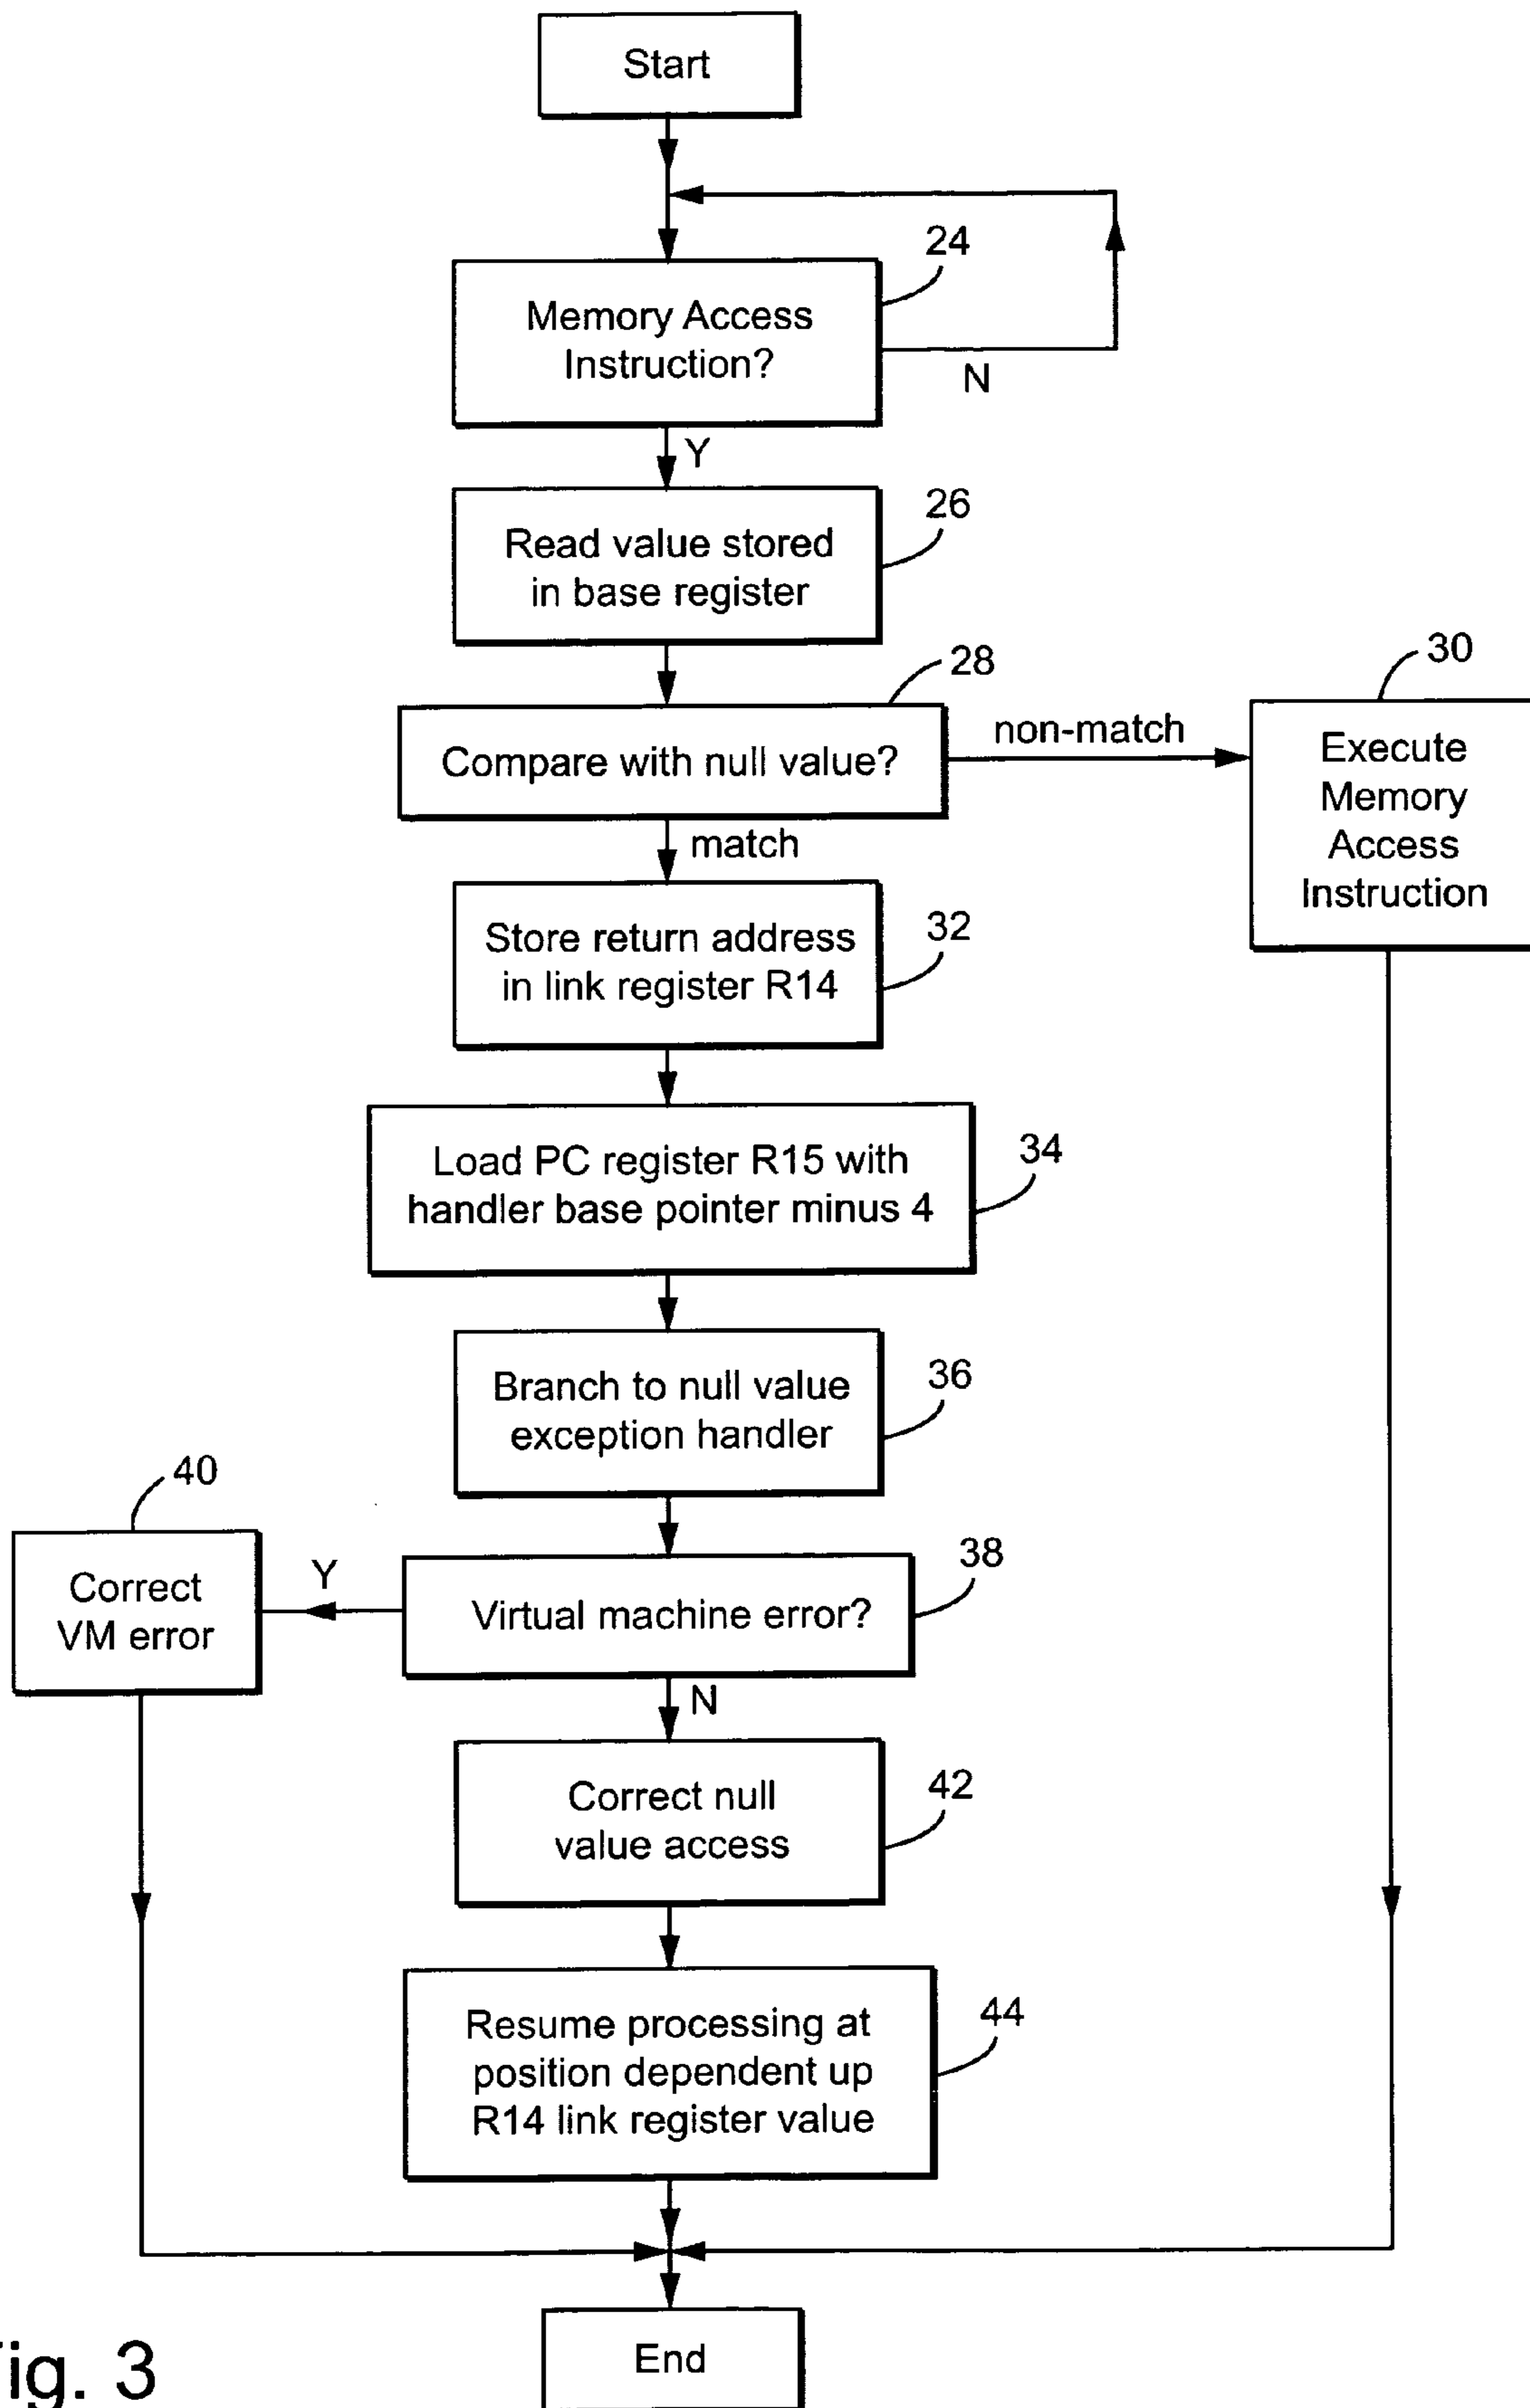 Start
24
Memory Access
Instruction?
N
Y
26
Read value stored
in base register
28
Compare with null value?
non-match
30
Execute
Memory
Access
Instruction
match
32
Store return address
in link register R14
34
Load PC register R15 with
handler base pointer minus 4
36
Branch to null value
exception handler
40
Correct
VM error
Y
38
Virtual machine error?
N
42
Correct null
value access
44
Resume processing at
position dependent up
R14 link register value
End
ig. 3